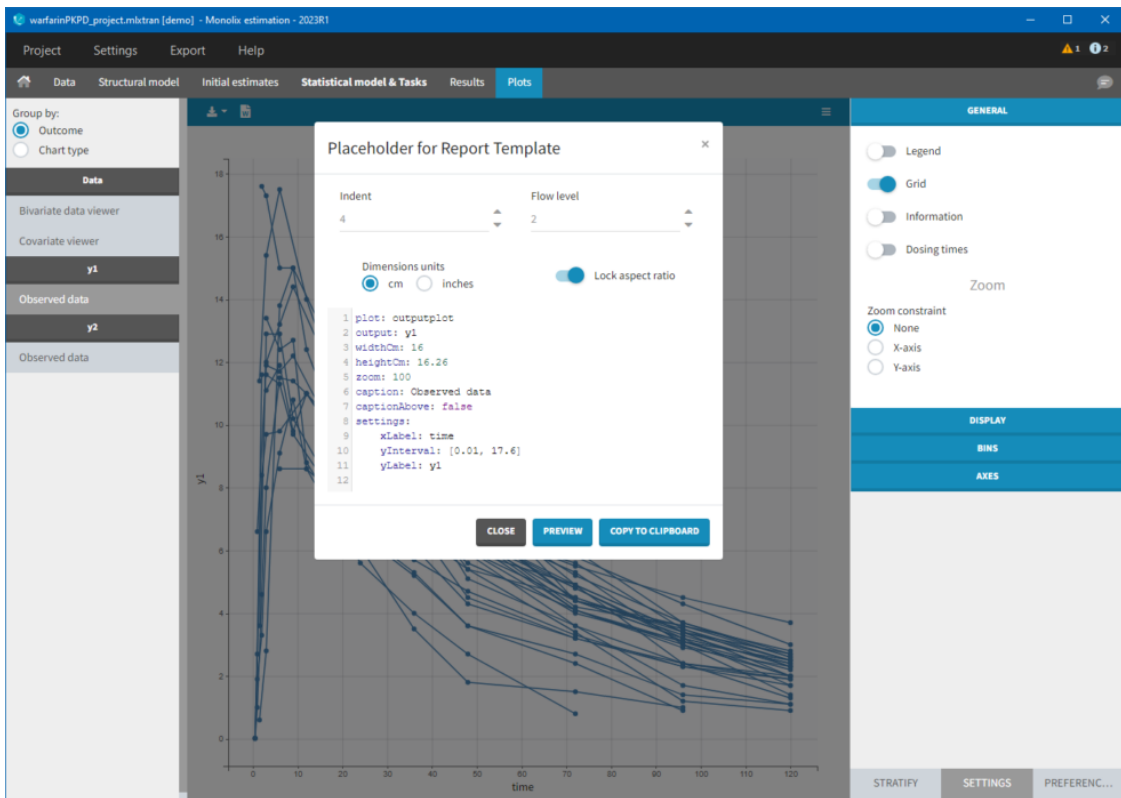 warfarinPKPD_project.mlxtran [demo] - Monolix estimation - 2023R1
Project Settings Export Help 1 2
Data Structural model Initial estimates Statistical model & Tasks Results Plots
Group by:
Outcome
Chart type
Data
Bivariate data viewer
Covariate viewer
y1
Observed data
y2
Observed data
18
16
14
12
10
8
6
4
2
0
y1
0 10 20 30 40 50 60 70 80 90 100 110 120
time
Placeholder for Report Template
Indent Flow level
4 2
Dimensions units
cm inches Lock aspect ratio
1 plot: outputplot
2 output: y1
3 widthCm: 16
4 heightCm: 16.26
5 zoom: 100
6 caption: Observed data
7 captionAbove: false
8 settings:
9 xLabel: time
10 yInterval: [0.01, 17.6]
11 yLabel: y1
12
CLOSE PREVIEW COPY TO CLIPBOARD
GENERAL
Legend
Grid
Information
Dosing times
Zoom
Zoom constraint
None
X-axis
Y-axis
DISPLAY
BINS
AXES
STRATIFY SETTINGS PREFERENC...